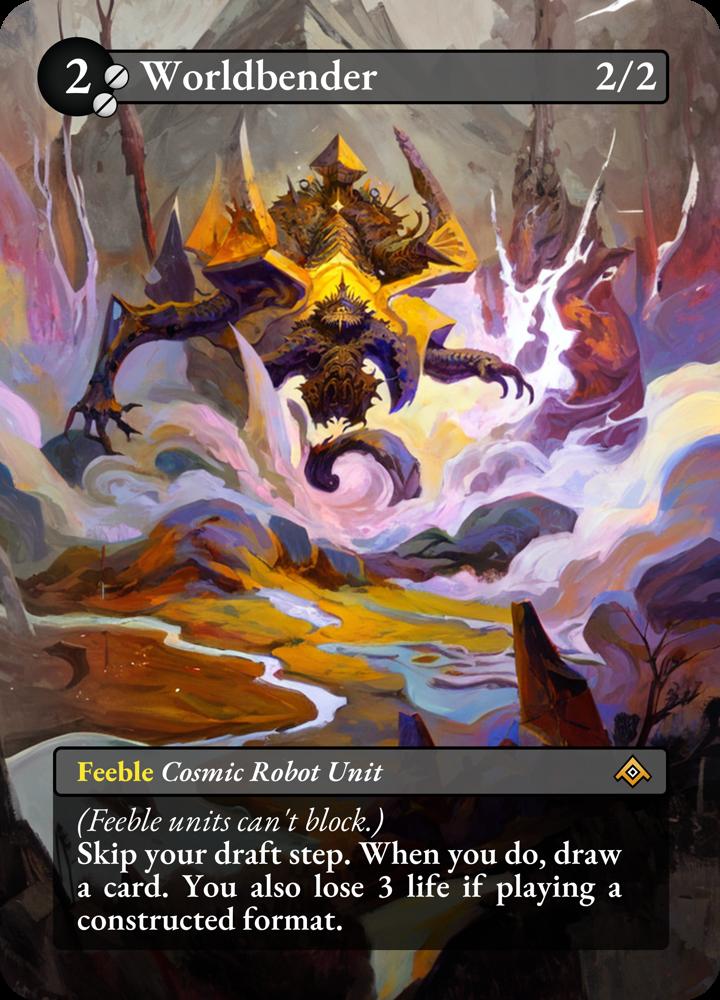 2 Worldbender 2/2
Feeble Cosmic Robot Unit
(Feeble units can't block.)
Skip your draft step. When you do, draw
a card. You also lose 3 life if playing a
constructed format.